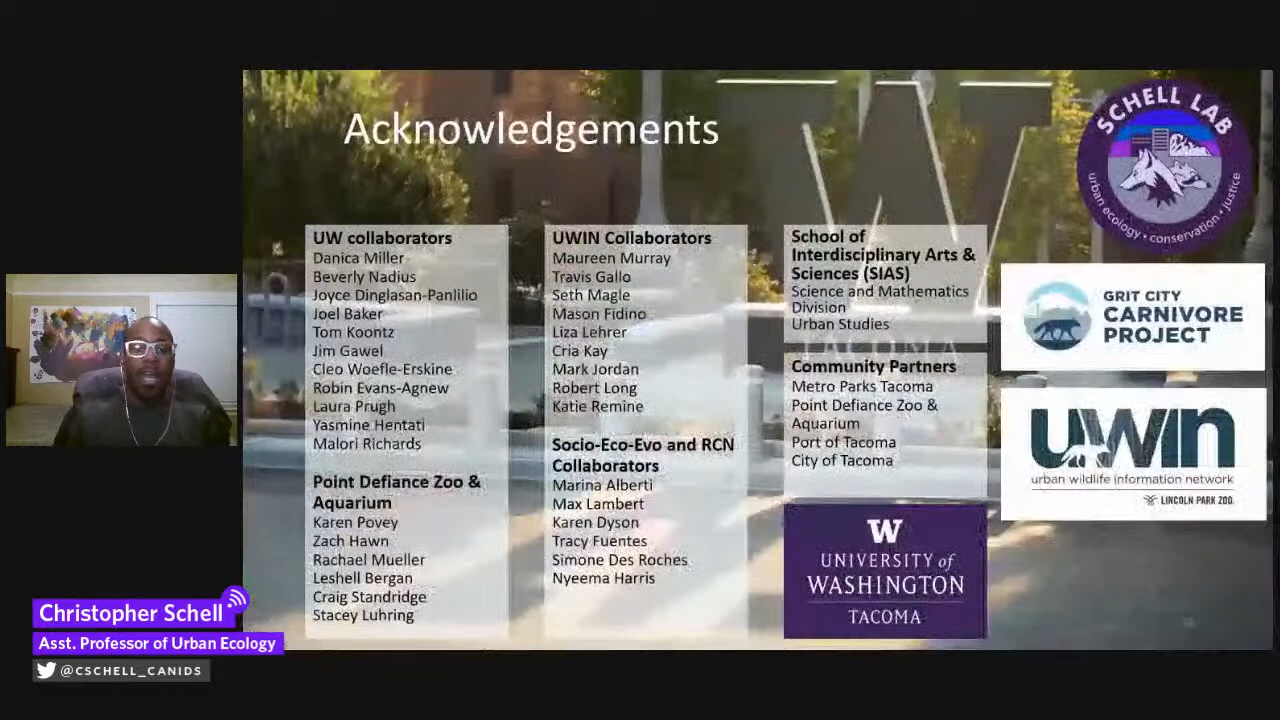 Acknowledgements
SCHELL LAB
urban ecology • conservation • justice
UW collaborators
Danica Miller
Beverly Nadius
Joyce Dinglasan-Panlilio
Joel Baker
Tom Koontz
Jim Gawel
Cleo Woefle-Erskine
Robin Evans-Agnew
Laura Prugh
Yasmine Hentati
Malori Richards
Point Defiance Zoo &
Aquarium
Karen Povey
Zach Hawn
Rachael Mueller
Leshell Bergan
Craig Standridge
Stacey Luhring
UWIN Collaborators
Maureen Murray
Travis Gallo
Seth Magle
Mason Fidino
Liza Lehrer
Cria Kay
Mark Jordan
Robert Long
Katie Remine
Socio-Eco-Evo and RCN
Collaborators
Marina Alberti
Max Lambert
Karen Dyson
Tracy Fuentes
Simone Des Roches
Nyeema Harris
School of
Interdisciplinary Arts &
Sciences (SIAS)
Science and Mathematics
Division
Urban Studies
TACOMA
Community Partners
Metro Parks Tacoma
Point Defiance Zoo &
Aquarium
Port of Tacoma
City of Tacoma
W
UNIVERSITY of
WASHINGTON
TACOMA
W
GRIT CITY
CARNIVORE
PROJECT
uwin
urban wildlife information network
LINCOLN PARK ZOO.
Christopher Schell
Asst. Professor of Urban Ecology
@CSCHELL_CANIDS